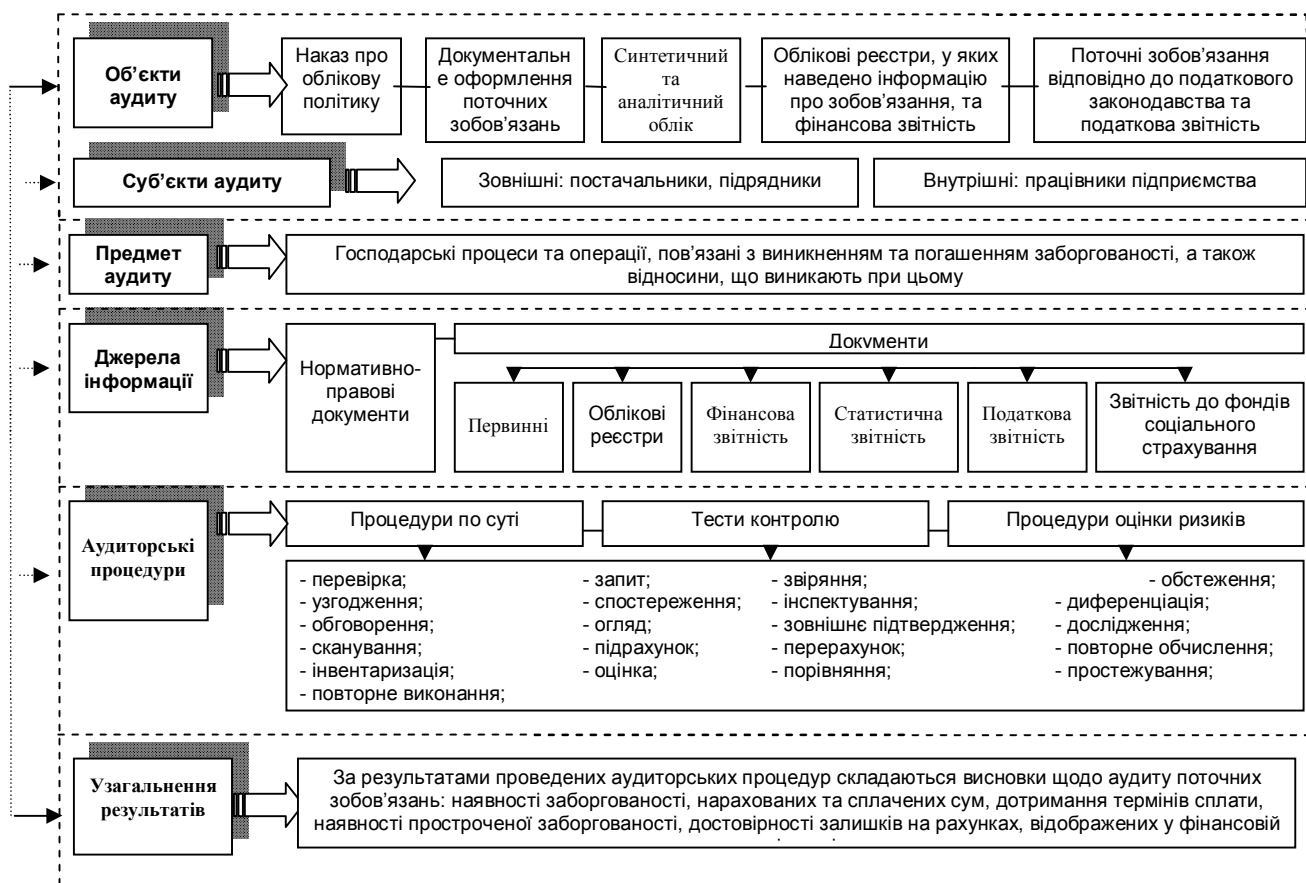 Об’єкти
аудиту
Наказ про
облікову
політику
Документальн
е оформлення
поточних
зобов’язань
Синтетичний
та
аналітичний
облік
Облікові реєстри, у яких
наведено інформацію
про зобов’язання, та
фінансова звітність
Поточні зобов’язання
відповідно до податкового
законодавства та
податкова звітність
Суб’єкти аудиту
Зовнішні: постачальники, підрядники
Внутрішні: працівники підприємства
Предмет
аудиту
Господарські процеси та операції, пов’язані з виникненням та погашенням заборгованості, а також
відносини, що виникають при цьому
Джерела
інформації
Нормативно-
правові
документи
Документи
Первинні
Облікові
реєстри
Фінансова
звітність
Статистична
звітність
Податкова
звітність
Звітність до фондів
соціального
страхування
Аудиторські
процедури
Процедури по суті
Тести контролю
Процедури оцінки ризиків
- перевірка;
- узгодження;
- обговорення;
- сканування;
- інвентаризація;
- повторне виконання;
- запит;
- спостереження;
- огляд;
- підрахунок;
- оцінка;
- звіряння;
- інспектування;
- зовнішнє підтвердження;
- перерахунок;
- порівняння;
- обстеження;
- диференціація;
- дослідження;
- повторне обчислення;
- простежування;
Узагальнення
результатів
За результатами проведених аудиторських процедур складаються висновки щодо аудиту поточних
зобов’язань: наявності заборгованості, нарахованих та сплачених сум, дотримання термінів сплати,
наявності простроченої заборгованості, достовірності залишків на рахунках, відображених у фінансовій